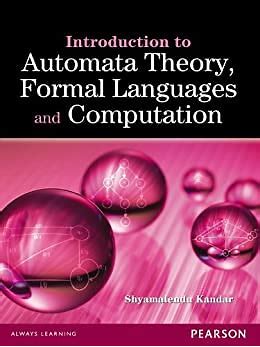 Introduction to
Automata Theory,
Formal Languages
and Computation
Shyamalendu Kandar
ALWAYS LEARNING
PEARSON